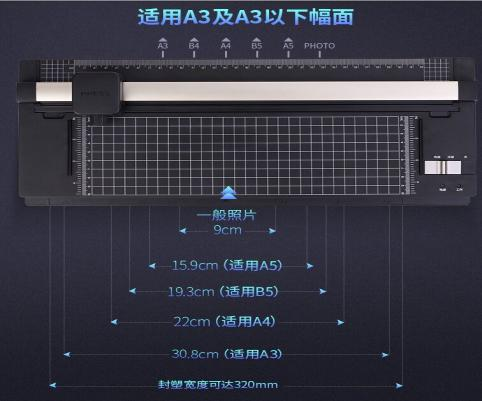 适用A3及A3以下幅面
A3 B4 A4 B5 A5 PHOTO
一般照片
9cm
15.9cm (适用A5)
19.3cm (适用B5)
22cm (适用A4)
30.8cm (适用A3)
封塑宽度可达320mm